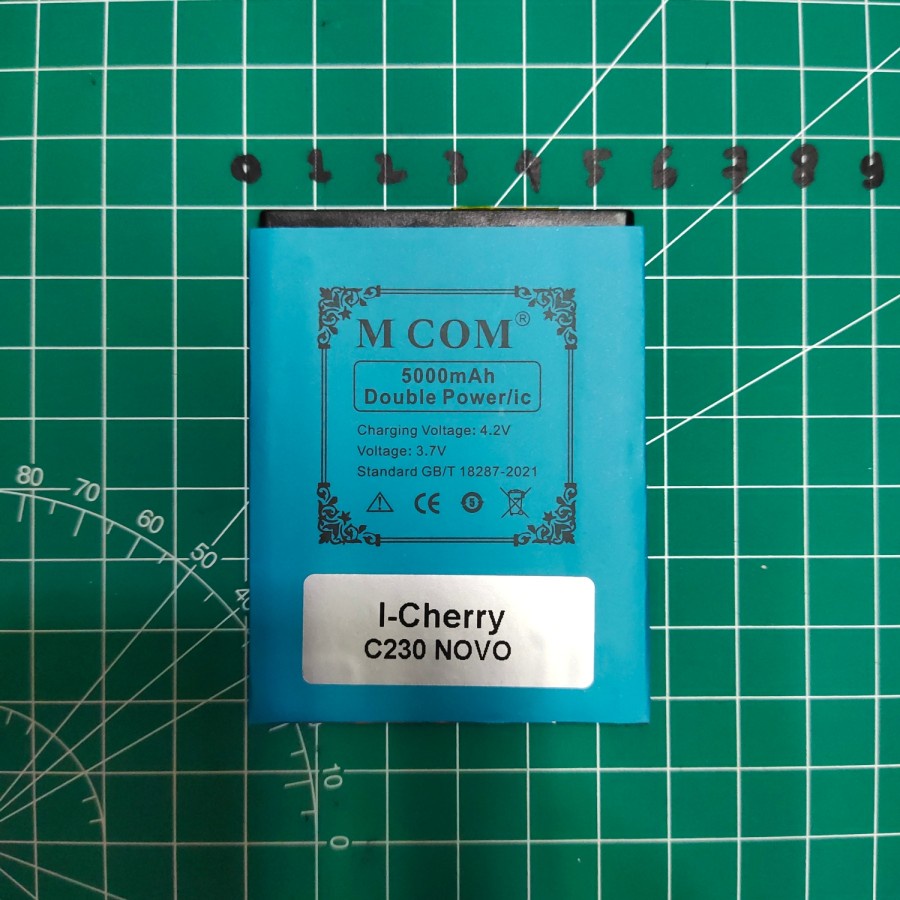 0 1 2 3 4 5 6 7 8 9
M COM®
5000mAh
Double Power/ic
Charging Voltage: 4.2V
Voltage: 3.7V
Standard GB/T 18287-2021
CE 5
80
70
60
50
I-Cherry
C230 NOVO
10
0